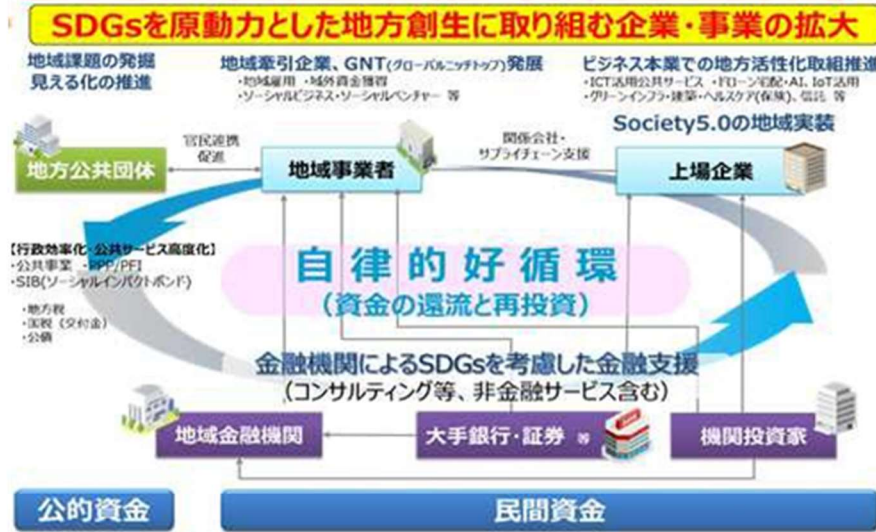 SDGsを原動力とした地方創生に取り組む企業・事業の拡大
地域課題の発掘
見える化の推進
地域牽引企業、GNT(グローバルニッチトップ)発展
・地域雇用 ・域外資金獲得
・ソーシャルビジネス・ソーシャルベンチャー 等
ビジネス本業での地方活性化取組推進
・ICT活用公共サービス ・ドローン宅配・AI、IoT活用
・グリーンインフラ・建築・ヘルスケア(保険)、信託 等
Society5.0の地域実装
地方公共団体
官民連携
促進
地域事業者
関係会社・
サプライチェーン支援
上場企業
【行政効率化・公共サービス高度化】
・公共事業 ・PPP/PFI
・SIB(ソーシャルインパクトボンド)
・地方税
・国税(交付金)
・公債
自律的好循環
(資金の還流と再投資)
金融機関によるSDGsを考慮した金融支援
(コンサルティング等、非金融サービス含む)
地域金融機関
大手銀行・証券 等
機関投資家
公的資金
民間資金